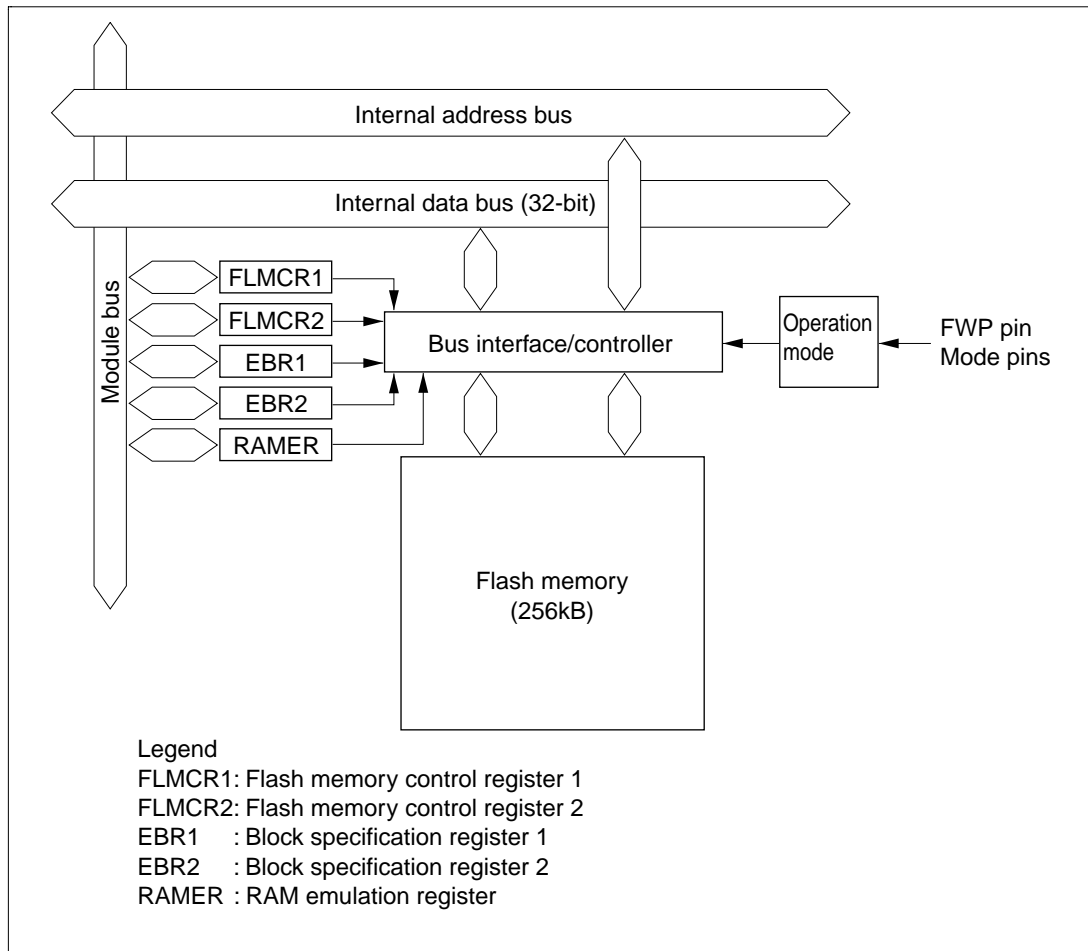 Internal address bus
Internal data bus (32-bit)
Module bus
FLMCR1
FLMCR2
EBR1
EBR2
RAMER
Bus interface/controller
Operation
mode
FWP pin
Mode pins
Flash memory
(256kB)
Legend
FLMCR1: Flash memory control register 1
FLMCR2: Flash memory control register 2
EBR1 : Block specification register 1
EBR2 : Block specification register 2
RAMER : RAM emulation register